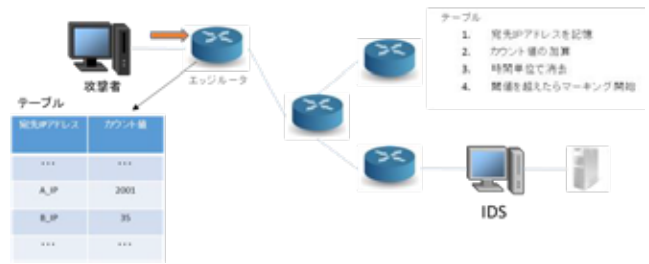 テーブル
1. 宛先IPアドレスを記憶
2. カウント値の加算
3. 時間単位で消去
4. 閾値を超えたらマーキング開始
攻撃者
エッジルータ
テーブル
宛先IPアドレス カウント値
... ...
A_IP 2001
B_IP 35
... ...
IDS